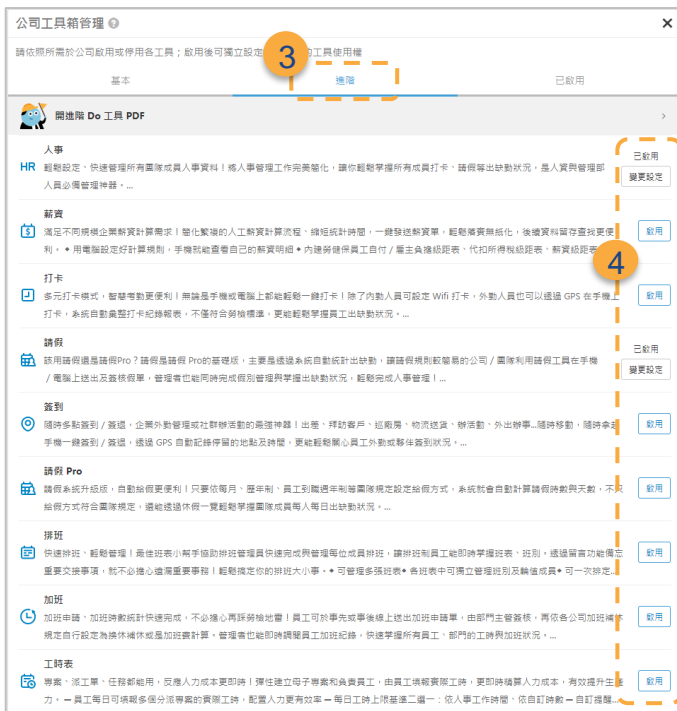 公司工具箱管理
請依照所需於公司啟用或停用各工具；啟用後可獨立設定
的工具使用權
3
基本
進階
已啟用
開進階 Do 工具 PDF
人事
HR
輕鬆設定、快速管理所有團隊成員人事資料！將人事管理工作完美簡化，讓你輕鬆掌握所有成員打卡、請假等出缺勤狀況，是人資與管理部
人員必備管理神器。...
已啟用
變更設定
薪資
滿足不同規模企業薪資計算需求！簡化繁複的人工薪資計算流程、縮短統計時間，一鍵發送薪資單，輕鬆落實無紙化，後續資料留存查找更便
利。◆用電腦設定好計算規則，手機就能查看自己的薪資明細◆內建勞健保員工自付 / 雇主負擔級距表、代扣所得稅級距表、薪資級距表
啟用
4
打卡
多元打卡模式，智慧考勤更便利！無論是手機或電腦上都能輕鬆一鍵打卡！除了內勤人員可設定 Wifi 打卡，外勤人員也可以透過 GPS 在手機上
打卡，系統自動彙整打卡紀錄報表，不僅符合勞檢標準，更能輕鬆掌握員工出缺勤狀況。...
啟用
請假
該用請假還是請假Pro？請假是請假 Pro的基礎版，主要是透過系統自動統計出缺勤，讓請假規則較簡易的公司 / 團隊利用請假工具在手機
/ 電腦上送出及簽核假單，管理者也能同時完成假別管理與掌握出缺勤狀況，輕鬆完成人事管理！...
已啟用
變更設定
簽到
隨時多點簽到 / 簽退，企業外勤管理或社群辦活動的最強神器！出差、拜訪客戶、巡廠房、物流送貨、辦活動、外出辦事...隨時移動，隨時拿起
手機一鍵簽到 / 簽退，透過 GPS 自動記錄停留的地點及時間，更能輕鬆關心員工外勤或夥伴簽到狀況。...
啟用
請假 Pro
請假系統升級版，自動給假更便利！只要依每月、歷年制、員工到職週年制等團隊規定設定給假方式，系統就會自動計算請假時數與天數，不只
給假方式符合團隊規定，還能透過休假一覽輕鬆掌握團隊成員每人每日出缺勤狀況。...
啟用
排班
快速排班、輕鬆管理！最佳班表小幫手協助排班管理員快速完成與管理每位成員排班，讓排班制員工能即時掌握班表、班別。透過留言功能備忘
重要交接事項，就不必擔心遺漏重要事務！輕鬆搞定你的排班大小事。◆可管理多張班表◆ 各班表中可獨立管理班別及輪值成員◆可一次排定...
啟用
加班
加班申請、加班時數統計快速完成，不必擔心再踩勞檢地雷！員工可於事先或事後線上送出加班申請單，由部門主管簽核，再依各公司加班補休
規定自行設定為換休補休或是加班費計算。管理者也能即時調閱員工加班紀錄，快速掌握所有員工、部門的工時與加班狀況。...
啟用
工時表
專案、派工單、任務都能用，反應人力成本更即時！彈性建立母子專案和負責員工，由員工填報實際工時，更即時精算人力成本，有效提升生產
力。ー員工每日可填報多個分派專案的實際工時，配置人力更有效率ー每日工時上限基準二選一：依人事工作時間、依自訂時數ー自訂提醒...
啟用